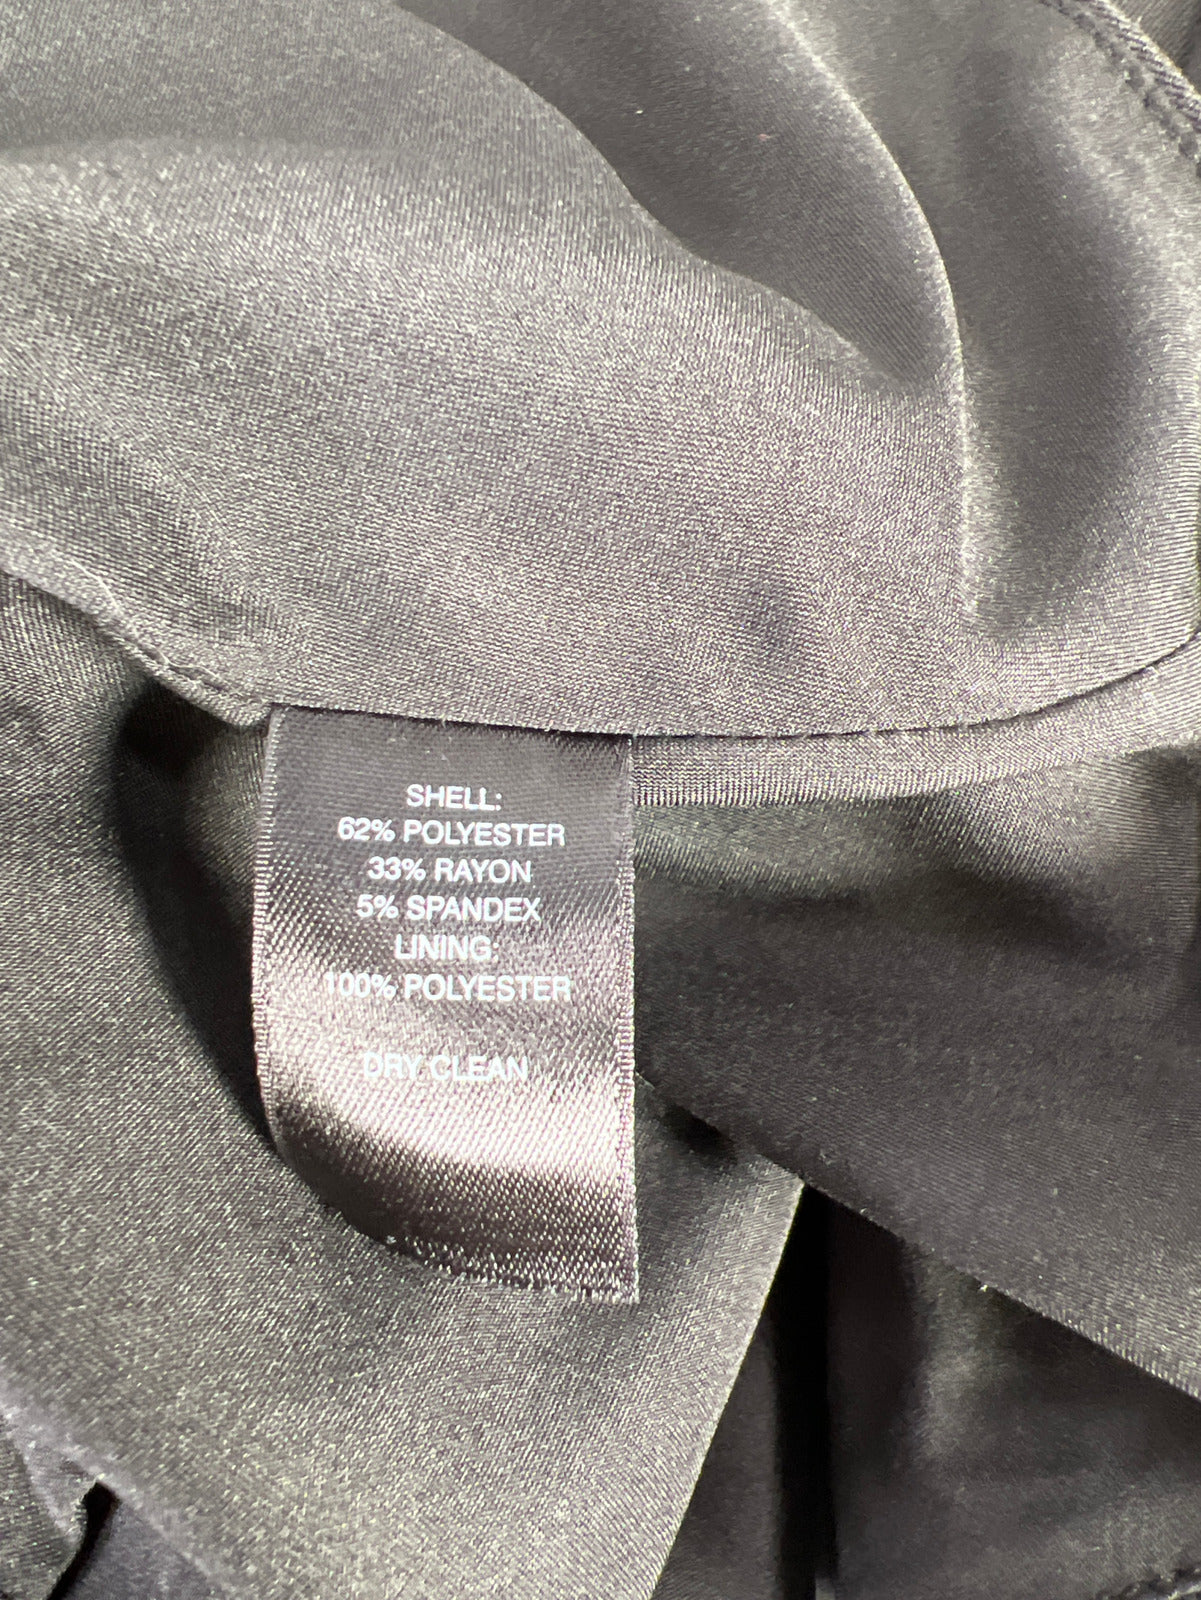 SHELL:
62% POLYESTER
33% RAYON
5% SPANDEX
LINING:
100% POLYESTER
DRY CLEAN